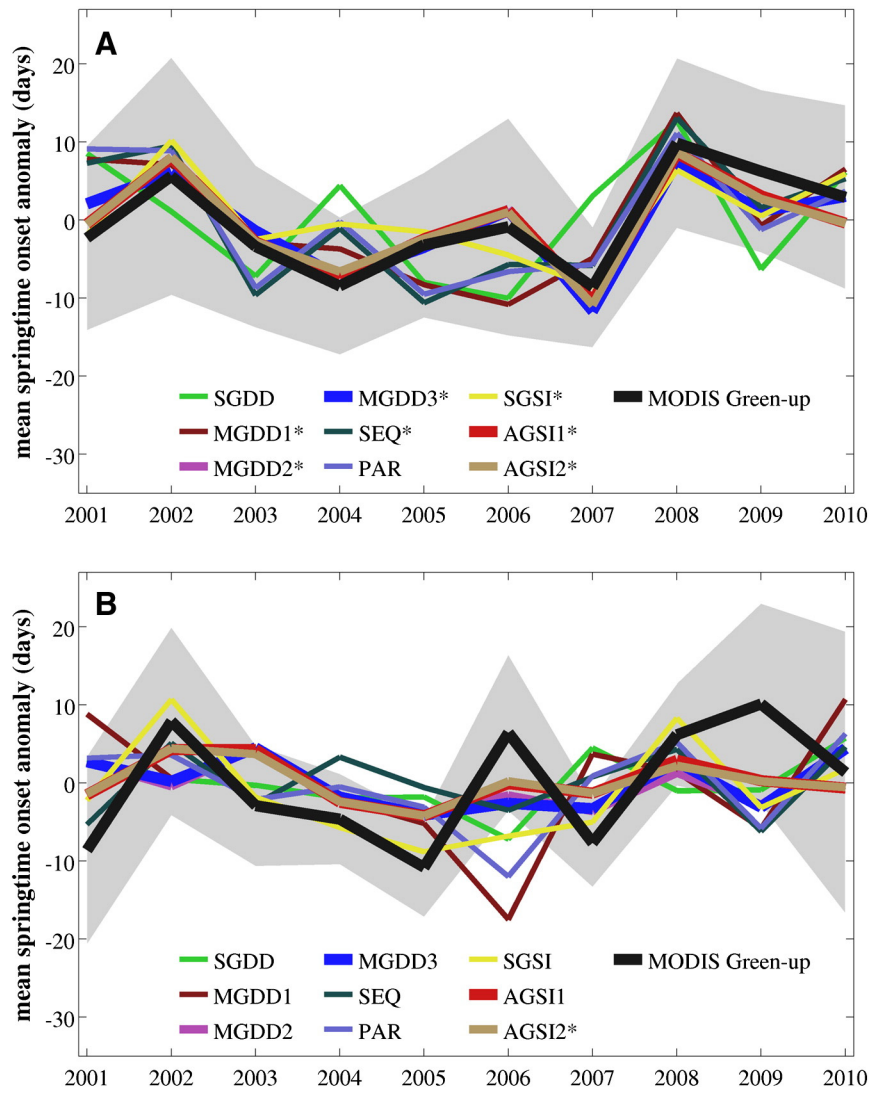 A
mean springtime onset anomaly (days)
20
10
0
-10
-20
-30
SGDD MGDD3* SGSI* MODIS Green-up
MGDD1* SEQ* AGSI1*
MGDD2* PAR AGSI2*
2001 2002 2003 2004 2005 2006 2007 2008 2009 2010
B
mean springtime onset anomaly (days)
20
10
0
-10
-20
-30
SGDD MGDD3 SGSI MODIS Green-up
MGDD1 SEQ AGSI1
MGDD2 PAR AGSI2*
2001 2002 2003 2004 2005 2006 2007 2008 2009 2010